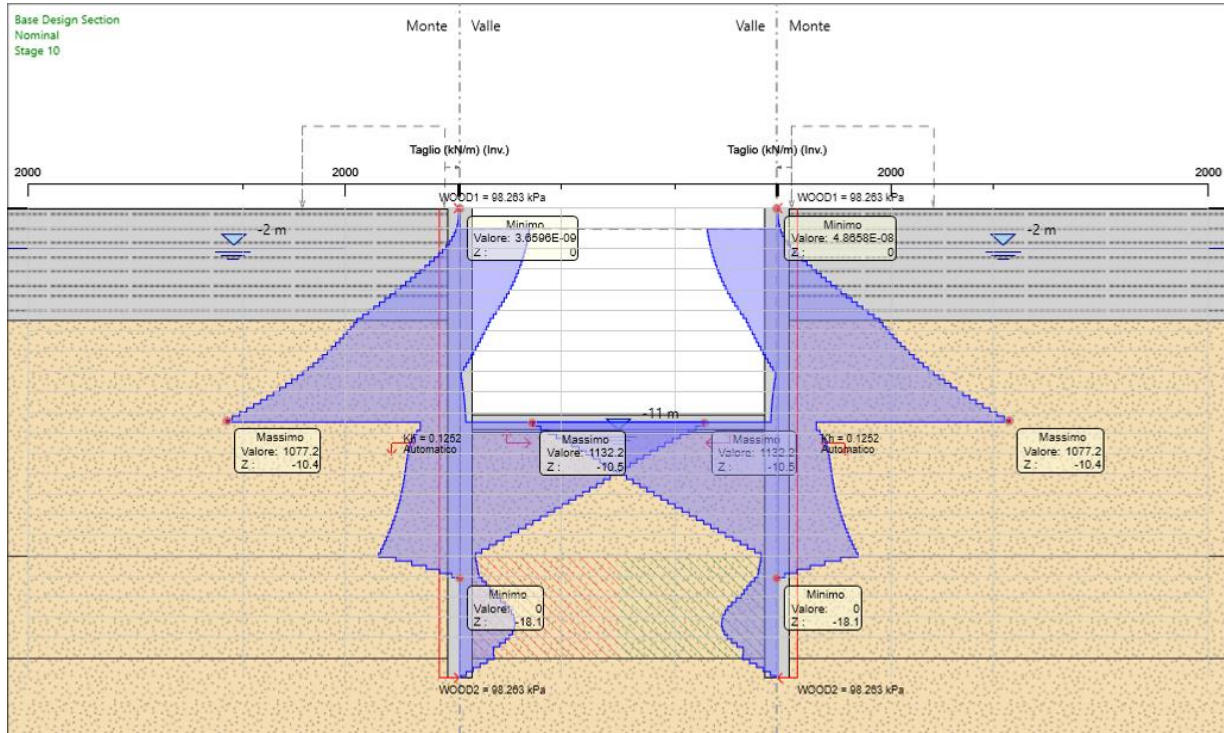 Base Design Section
Nominal
Stage 10
Monte
Valle
Valle
Monte
Taglio (kN/m) (Inv.)
Taglio (kN/m) (Inv.)
2000
2000
2000
2000
WOOD1 = 98.263 kPa
WOOD1 = 98.263 kPa
-2 m
Minimo
Valore: 3.6596E-09
Z : 0
Minimo
Valore: 4.8658E-08
Z : 0
-2 m
-11 m
Massimo
Valore: 1077.2
Z : -10.4
Kh = 0.1252
Automatico
Massimo
Valore: 1132.2
Z : -10.5
Massimo
Valore: 1132.2
Z : -10.5
Kh = 0.1252
Automatico
Massimo
Valore: 1077.2
Z : -10.4
Minimo
Valore: 0
Z : -18.1
Minimo
Valore: 0
Z : -18.1
WOOD2 = 98.263 kPa
WOOD2 = 98.263 kPa